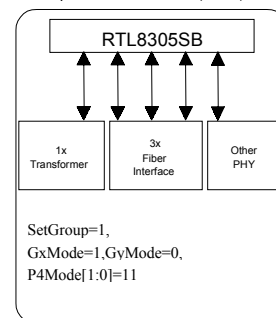 RTL8305SB
1x
Transformer
3x
Fiber
Interface
Other
PHY
SetGroup=1,
GxMode=1,GyMode=0,
P4Mode[1:0]=11